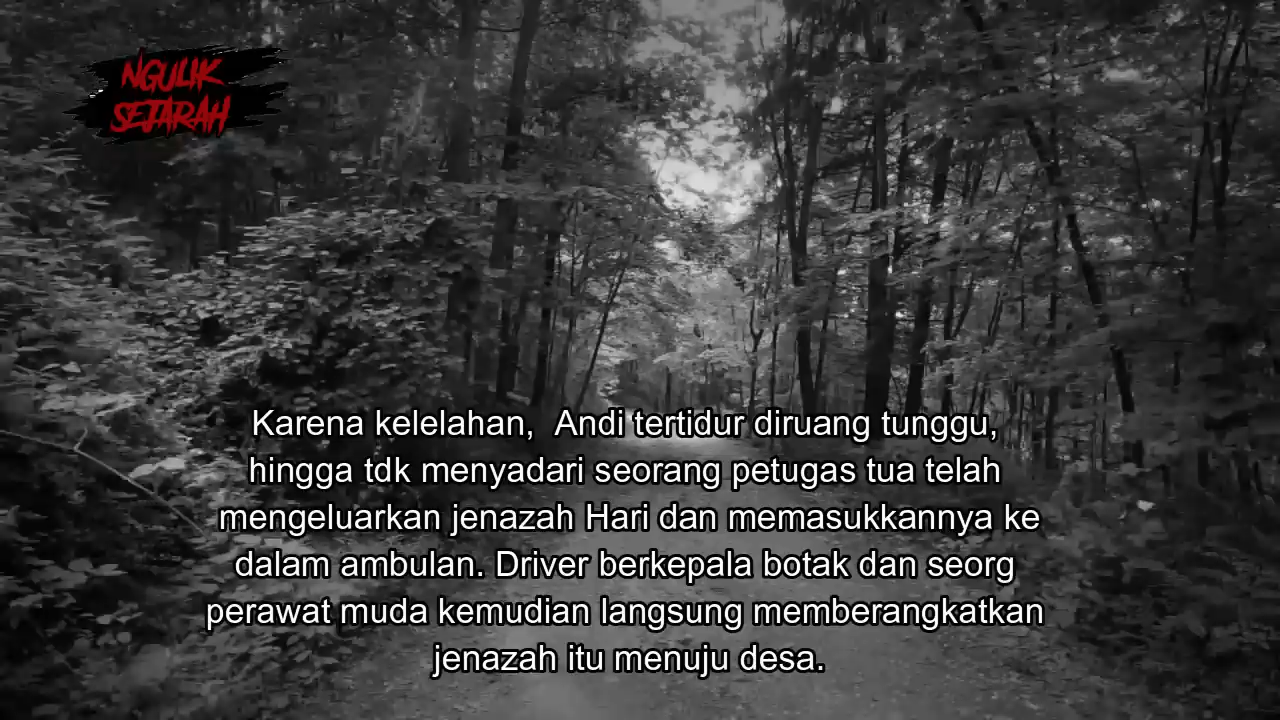 NGULIK
SEJARAH
Karena kelelahan,  Andi tertidur diruang tunggu,
hingga tdk menyadari seorang petugas tua telah
mengeluarkan jenazah Hari dan memasukkannya ke
dalam ambulan. Driver berkepala botak dan seorg
perawat muda kemudian langsung memberangkatkan
jenazah itu menuju desa.